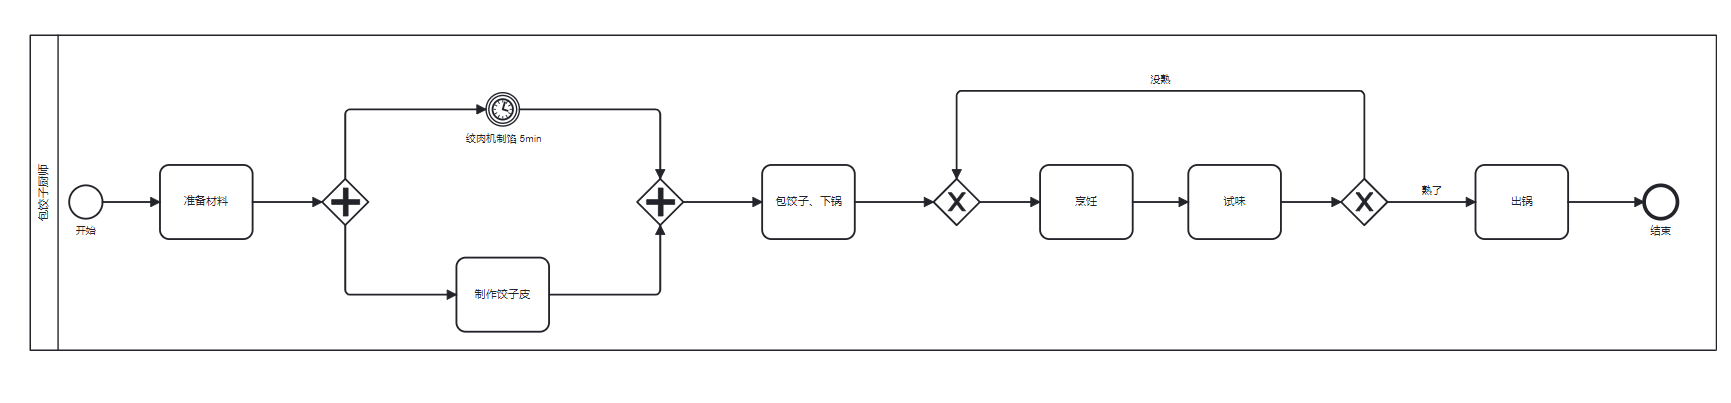 包饺子厨师
开始
准备材料
绞肉机制馅 5min
制作饺子皮
包饺子、下锅
没熟
烹饪
试味
熟了
出锅
结束